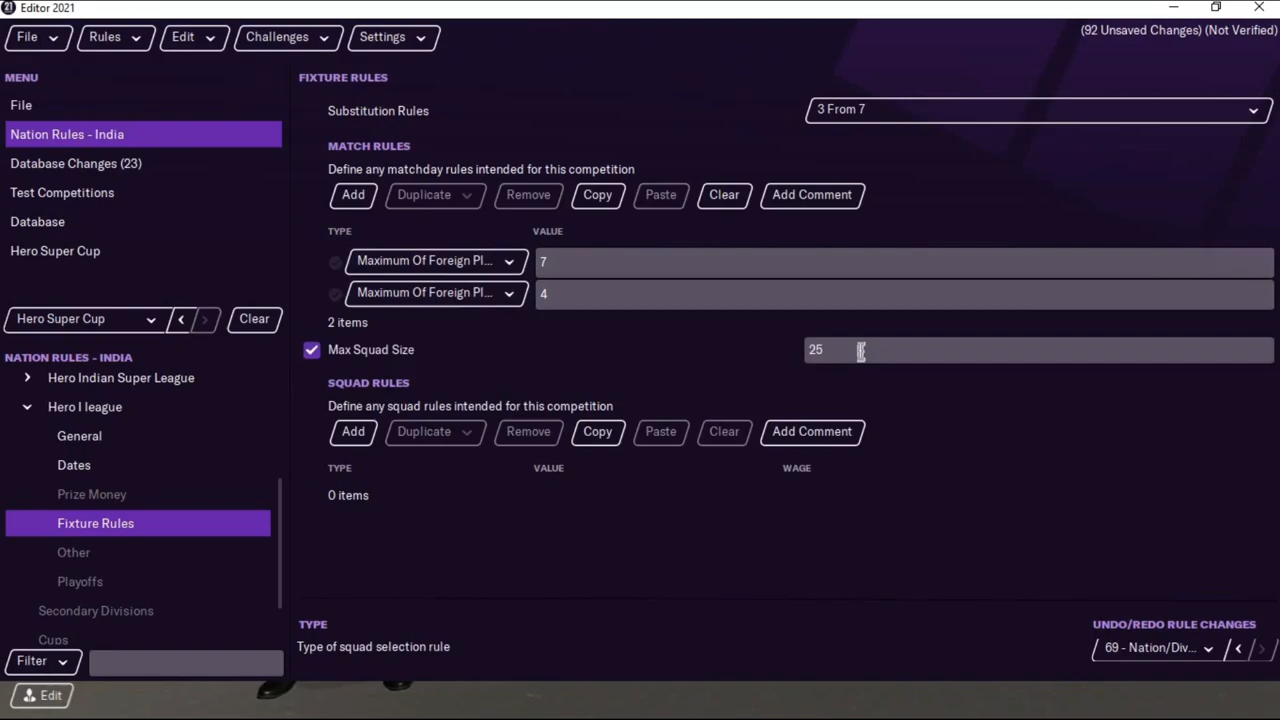 21 Editor 2021
File Rules Edit Challenges Settings (92 Unsaved Changes) (Not Verified)
MENU
File
Nation Rules - India
Database Changes (23)
Test Competitions
Database
Hero Super Cup
Hero Super Cup Clear
NATION RULES - INDIA
Hero Indian Super League
Hero I league
General
Dates
Prize Money
Fixture Rules
Other
Playoffs
Secondary Divisions
Cups
Filter
Edit
FIXTURE RULES
Substitution Rules 3 From 7
MATCH RULES
Define any matchday rules intended for this competition
Add Duplicate Remove Copy Paste Clear Add Comment
TYPE VALUE
Maximum Of Foreign Pl... 7
Maximum Of Foreign Pl... 4
2 items
Max Squad Size 25
SQUAD RULES
Define any squad rules intended for this competition
Add Duplicate Remove Copy Paste Clear Add Comment
TYPE VALUE WAGE
0 items
TYPE
Type of squad selection rule
UNDO/REDO RULE CHANGES
69 - Nation/Div...